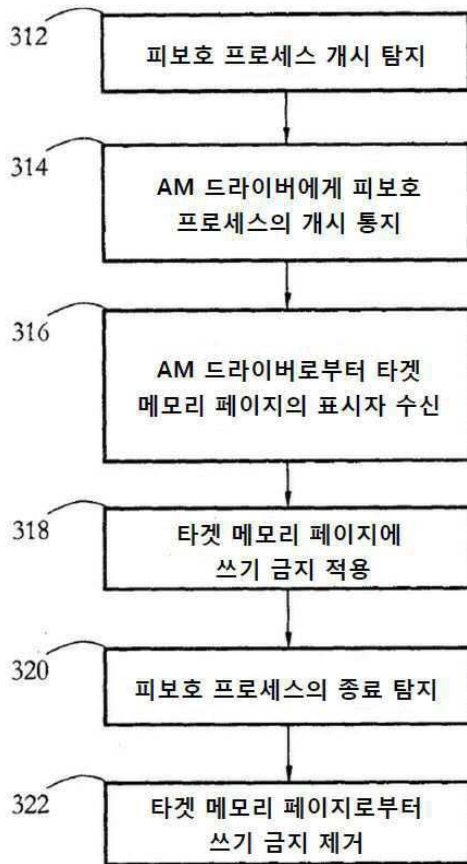 312
피보호 프로세스 개시 탐지
314
AM 드라이버에게 피보호
프로세스의 개시 통지
316
AM 드라이버로부터 타겟
메모리 페이지의 표시자 수신
318
타겟 메모리 페이지에
쓰기 금지 적용
320
피보호 프로세스의 종료 탐지
322
타겟 메모리 페이지로부터
쓰기 금지 제거